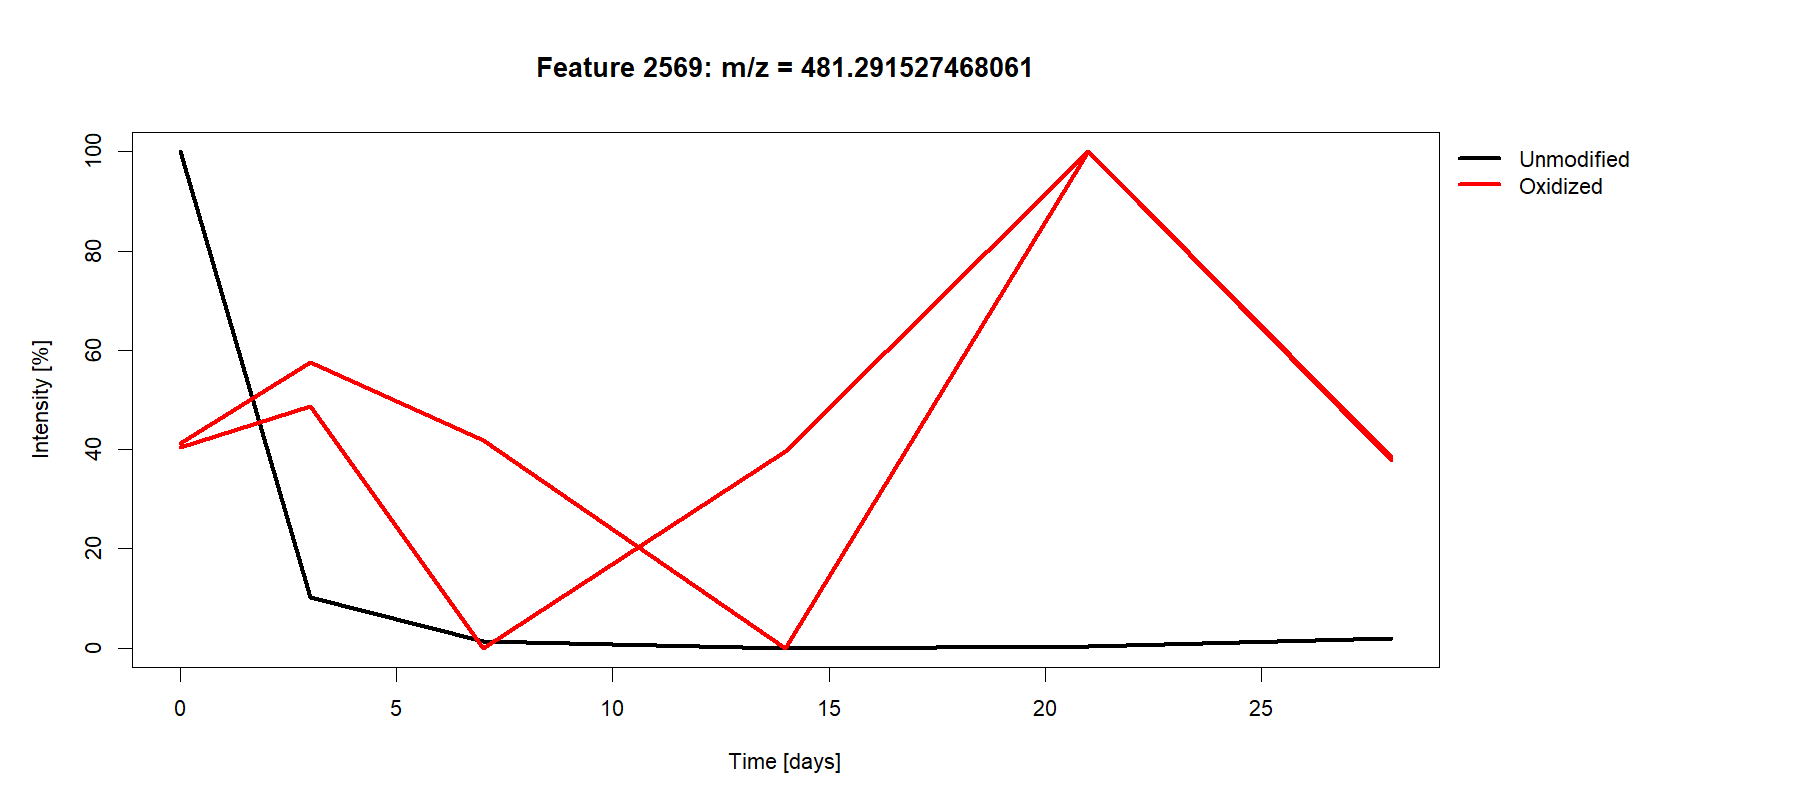 Feature 2569: m/z = 481.291527468061
Unmodified
Oxidized
Intensity [%]
100
80
60
40
20
0
0 5 10 15 20 25
Time [days]